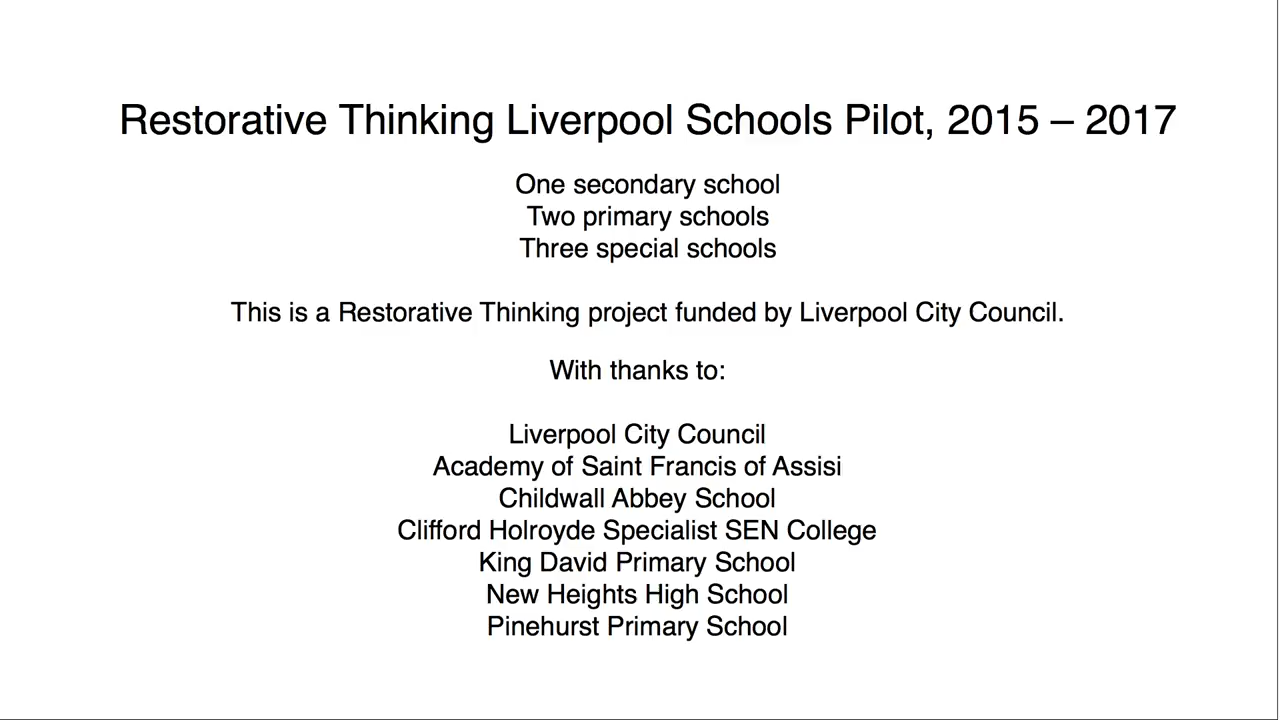 Restorative Thinking Liverpool Schools Pilot, 2015 – 2017
One secondary school
Two primary schools
Three special schools
This is a Restorative Thinking project funded by Liverpool City Council.
With thanks to:
Liverpool City Council
Academy of Saint Francis of Assisi
Childwall Abbey School
Clifford Holroyde Specialist SEN College
King David Primary School
New Heights High School
Pinehurst Primary School